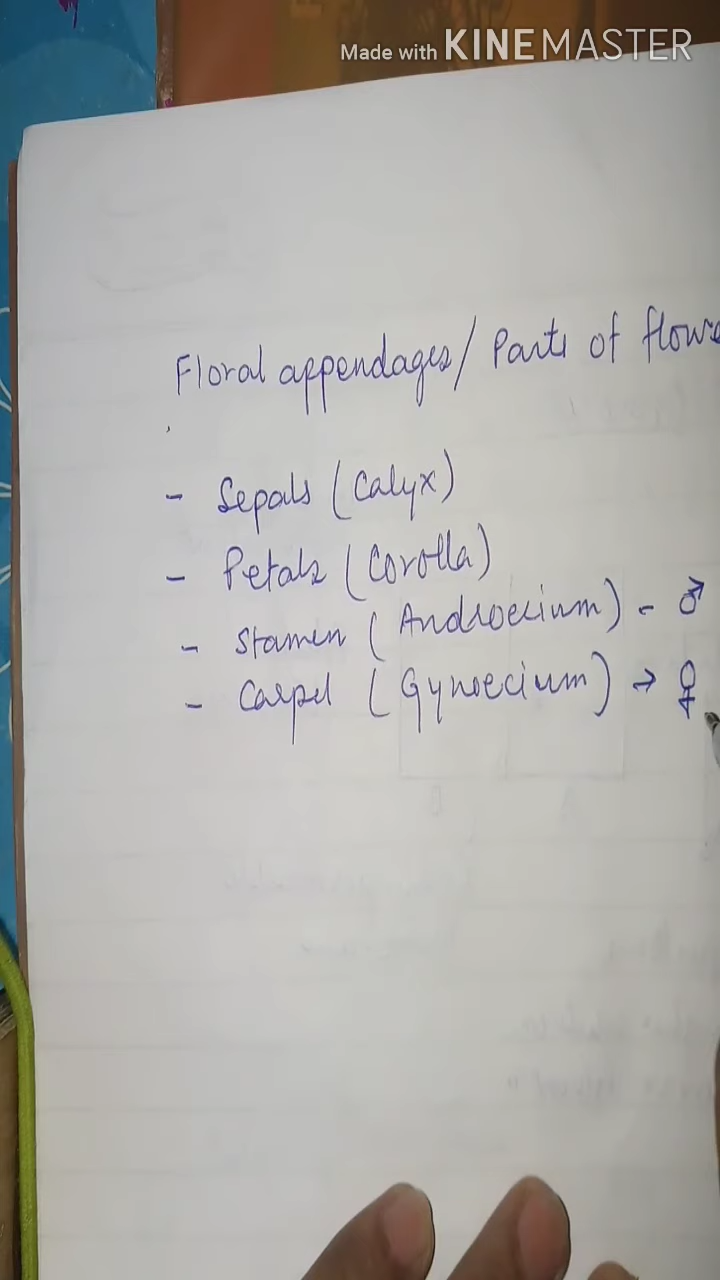 Made with KINEMASTER
Floral appendages/ Parts of flowe
- Sepals (Calyx)
- Petals (Corolla)
- Stamen (Androecium) - ♂
- Carpel (Gynoecium) → ♀